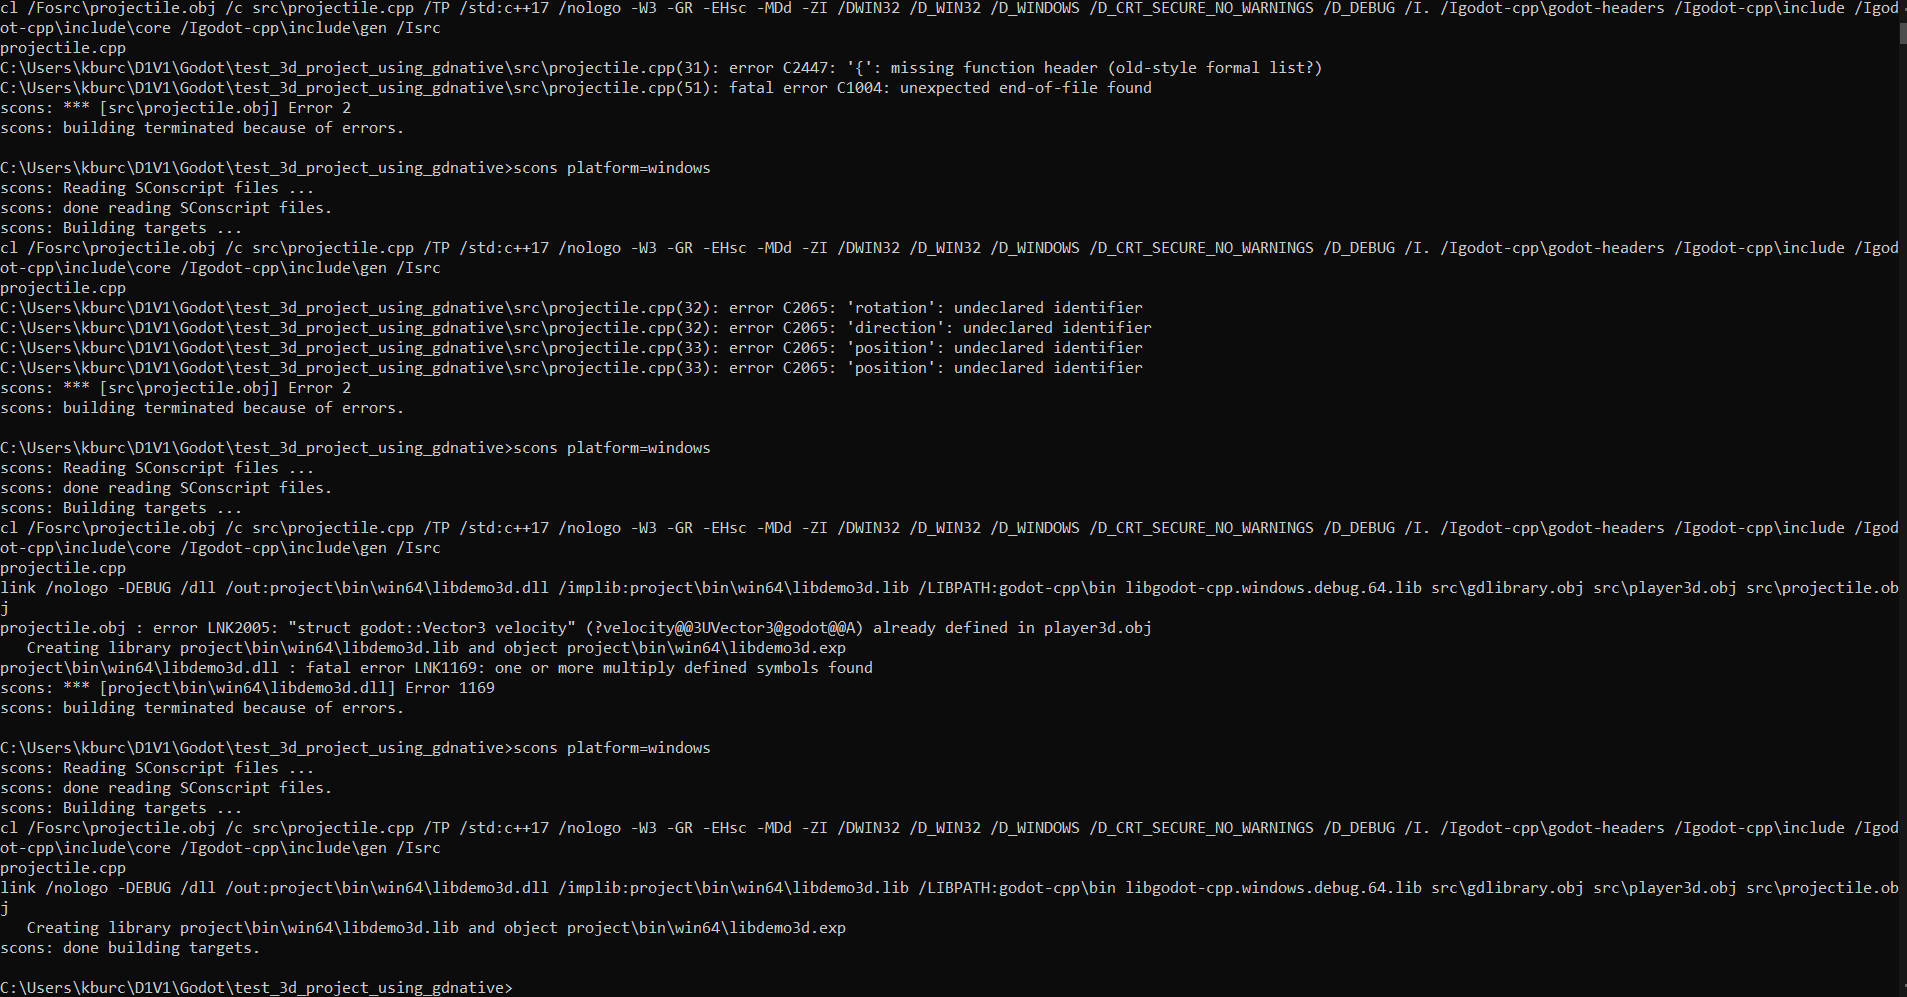 cl /Fosrc\projectile.obj /c src\projectile.cpp /TP /std:c++17 /nologo -W3 -GR -EHsc -MDd -ZI /DWIN32 /D_WIN32 /D_WINDOWS /D_CRT_SECURE_NO_WARNINGS /D_DEBUG /I. /Igodot-cpp\godot-headers /Igodot-cpp\include /Igod
ot-cpp\include\core /Igodot-cpp\include\gen /Isrc
projectile.cpp
C:\Users\kburc\D1V1\Godot\test_3d_project_using_gdnative\src\projectile.cpp(31): error C2447: '{': missing function header (old-style formal list?)
C:\Users\kburc\D1V1\Godot\test_3d_project_using_gdnative\src\projectile.cpp(51): fatal error C1004: unexpected end-of-file found
scons: *** [src\projectile.obj] Error 2
scons: building terminated because of errors.
C:\Users\kburc\D1V1\Godot\test_3d_project_using_gdnative>scons platform=windows
scons: Reading SConscript files ...
scons: done reading SConscript files.
scons: Building targets ...
cl /Fosrc\projectile.obj /c src\projectile.cpp /TP /std:c++17 /nologo -W3 -GR -EHsc -MDd -ZI /DWIN32 /D_WIN32 /D_WINDOWS /D_CRT_SECURE_NO_WARNINGS /D_DEBUG /I. /Igodot-cpp\godot-headers /Igodot-cpp\include /Igod
ot-cpp\include\core /Igodot-cpp\include\gen /Isrc
projectile.cpp
C:\Users\kburc\D1V1\Godot\test_3d_project_using_gdnative\src\projectile.cpp(32): error C2065: 'rotation': undeclared identifier
C:\Users\kburc\D1V1\Godot\test_3d_project_using_gdnative\src\projectile.cpp(32): error C2065: 'direction': undeclared identifier
C:\Users\kburc\D1V1\Godot\test_3d_project_using_gdnative\src\projectile.cpp(33): error C2065: 'position': undeclared identifier
C:\Users\kburc\D1V1\Godot\test_3d_project_using_gdnative\src\projectile.cpp(33): error C2065: 'position': undeclared identifier
scons: *** [src\projectile.obj] Error 2
scons: building terminated because of errors.
C:\Users\kburc\D1V1\Godot\test_3d_project_using_gdnative>scons platform=windows
scons: Reading SConscript files ...
scons: done reading SConscript files.
scons: Building targets ...
cl /Fosrc\projectile.obj /c src\projectile.cpp /TP /std:c++17 /nologo -W3 -GR -EHsc -MDd -ZI /DWIN32 /D_WIN32 /D_WINDOWS /D_CRT_SECURE_NO_WARNINGS /D_DEBUG /I. /Igodot-cpp\godot-headers /Igodot-cpp\include /Igod
ot-cpp\include\core /Igodot-cpp\include\gen /Isrc
projectile.cpp
link /nologo -DEBUG /dll /out:project\bin\win64\libdemo3d.dll /implib:project\bin\win64\libdemo3d.lib /LIBPATH:godot-cpp\bin libgodot-cpp.windows.debug.64.lib src\gdlibrary.obj src\player3d.obj src\projectile.ob
j
projectile.obj : error LNK2005: "struct godot::Vector3 velocity" (?velocity@@3UVector3@godot@@A) already defined in player3d.obj
   Creating library project\bin\win64\libdemo3d.lib and object project\bin\win64\libdemo3d.exp
project\bin\win64\libdemo3d.dll : fatal error LNK1169: one or more multiply defined symbols found
scons: *** [project\bin\win64\libdemo3d.dll] Error 1169
scons: building terminated because of errors.
C:\Users\kburc\D1V1\Godot\test_3d_project_using_gdnative>scons platform=windows
scons: Reading SConscript files ...
scons: done reading SConscript files.
scons: Building targets ...
cl /Fosrc\projectile.obj /c src\projectile.cpp /TP /std:c++17 /nologo -W3 -GR -EHsc -MDd -ZI /DWIN32 /D_WIN32 /D_WINDOWS /D_CRT_SECURE_NO_WARNINGS /D_DEBUG /I. /Igodot-cpp\godot-headers /Igodot-cpp\include /Igod
ot-cpp\include\core /Igodot-cpp\include\gen /Isrc
projectile.cpp
link /nologo -DEBUG /dll /out:project\bin\win64\libdemo3d.dll /implib:project\bin\win64\libdemo3d.lib /LIBPATH:godot-cpp\bin libgodot-cpp.windows.debug.64.lib src\gdlibrary.obj src\player3d.obj src\projectile.ob
j
   Creating library project\bin\win64\libdemo3d.lib and object project\bin\win64\libdemo3d.exp
scons: done building targets.
C:\Users\kburc\D1V1\Godot\test_3d_project_using_gdnative>